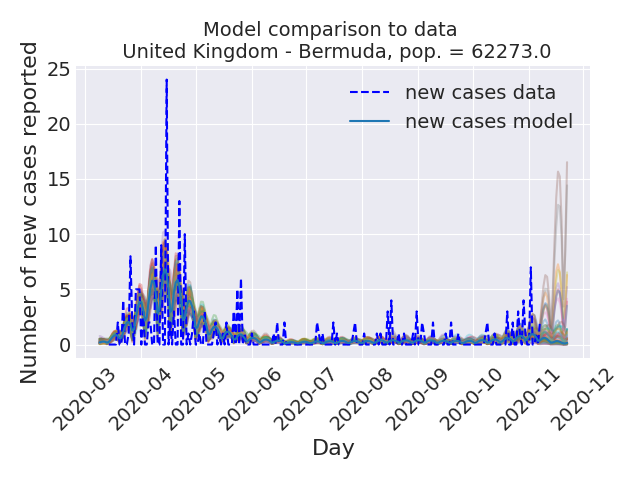 Model comparison to data
United Kingdom - Bermuda, pop. = 62273.0
Number of new cases reported
25
20
15
10
5
0
new cases data
new cases model
2020-03
2020-04
2020-05
2020-06
2020-07
2020-08
2020-09
2020-10
2020-11
2020-12
Day